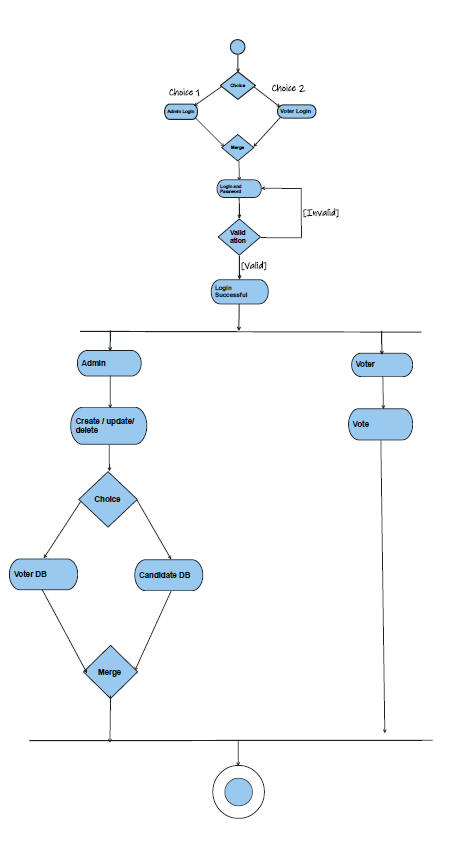 Choice
Choice 1
Choice 2
Admin Login
Voter Login
Merge
Login and
Password
[Invalid]
Valid
ation
[Valid]
Login
Successful
Admin
Voter
Create / update/
delete
Vote
Choice
Voter DB
Candidate DB
Merge